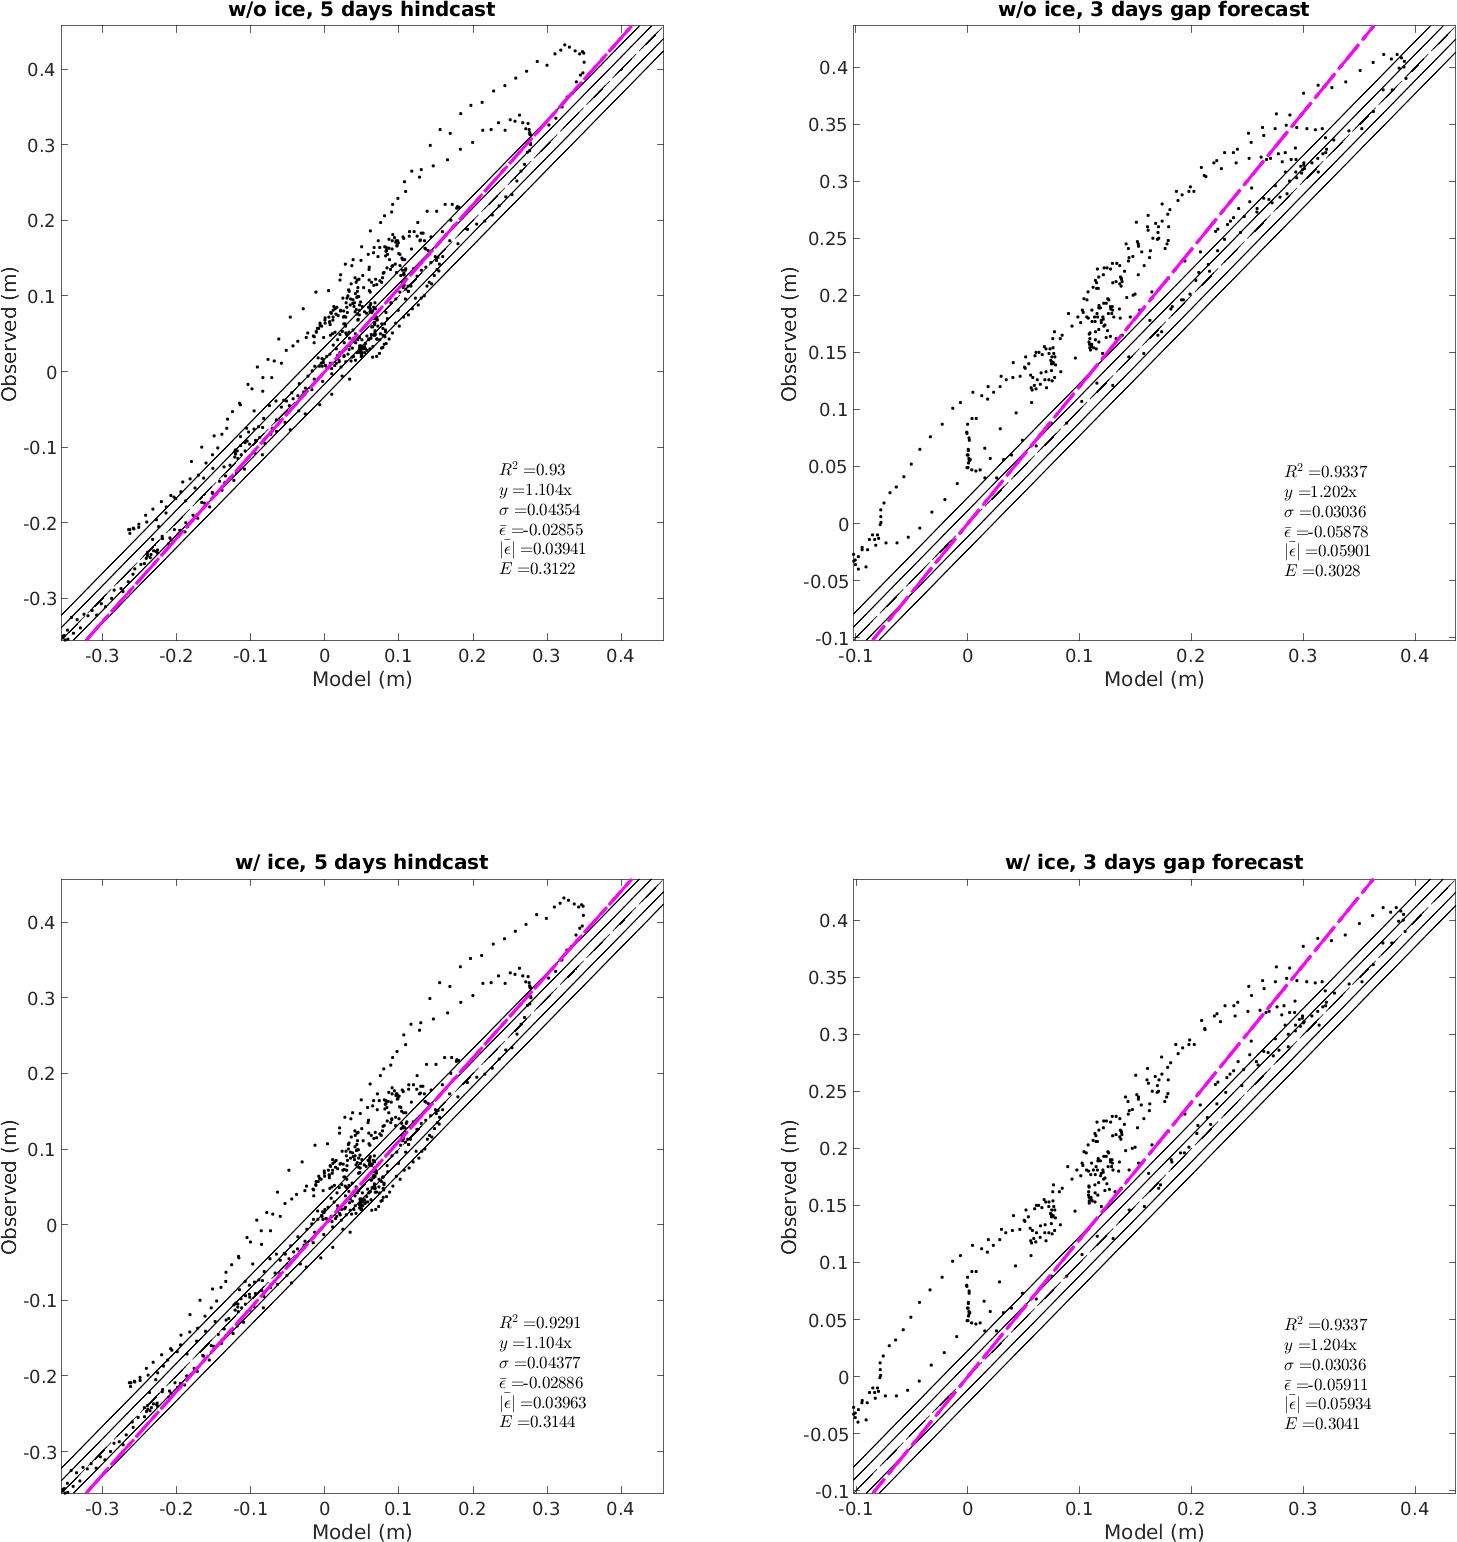 w/o ice, 5 days hindcast
0.4
0.3
0.2
0.1
0
-0.1
-0.2
-0.3
Observed (m)
R² =0.93
y =1.104x
σ =0.04354
ϵ̄ =-0.02855
|ϵ̄| =0.03941
E =0.3122
-0.3 -0.2 -0.1 0 0.1 0.2 0.3 0.4
Model (m)
w/o ice, 3 days gap forecast
0.4
0.35
0.3
0.25
0.2
0.15
0.1
0.05
0
-0.05
-0.1
Observed (m)
R² =0.9337
y =1.202x
σ =0.03036
ϵ̄ =-0.05878
|ϵ̄| =0.05901
E =0.3028
-0.1 0 0.1 0.2 0.3 0.4
Model (m)
w/ ice, 5 days hindcast
0.4
0.3
0.2
0.1
0
-0.1
-0.2
-0.3
Observed (m)
R² =0.9291
y =1.104x
σ =0.04377
ϵ̄ =-0.02886
|ϵ̄| =0.03963
E =0.3144
-0.3 -0.2 -0.1 0 0.1 0.2 0.3 0.4
Model (m)
w/ ice, 3 days gap forecast
0.4
0.35
0.3
0.25
0.2
0.15
0.1
0.05
0
-0.05
-0.1
Observed (m)
R² =0.9337
y =1.204x
σ =0.03036
ϵ̄ =-0.05911
|ϵ̄| =0.05934
E =0.3041
-0.1 0 0.1 0.2 0.3 0.4
Model (m)